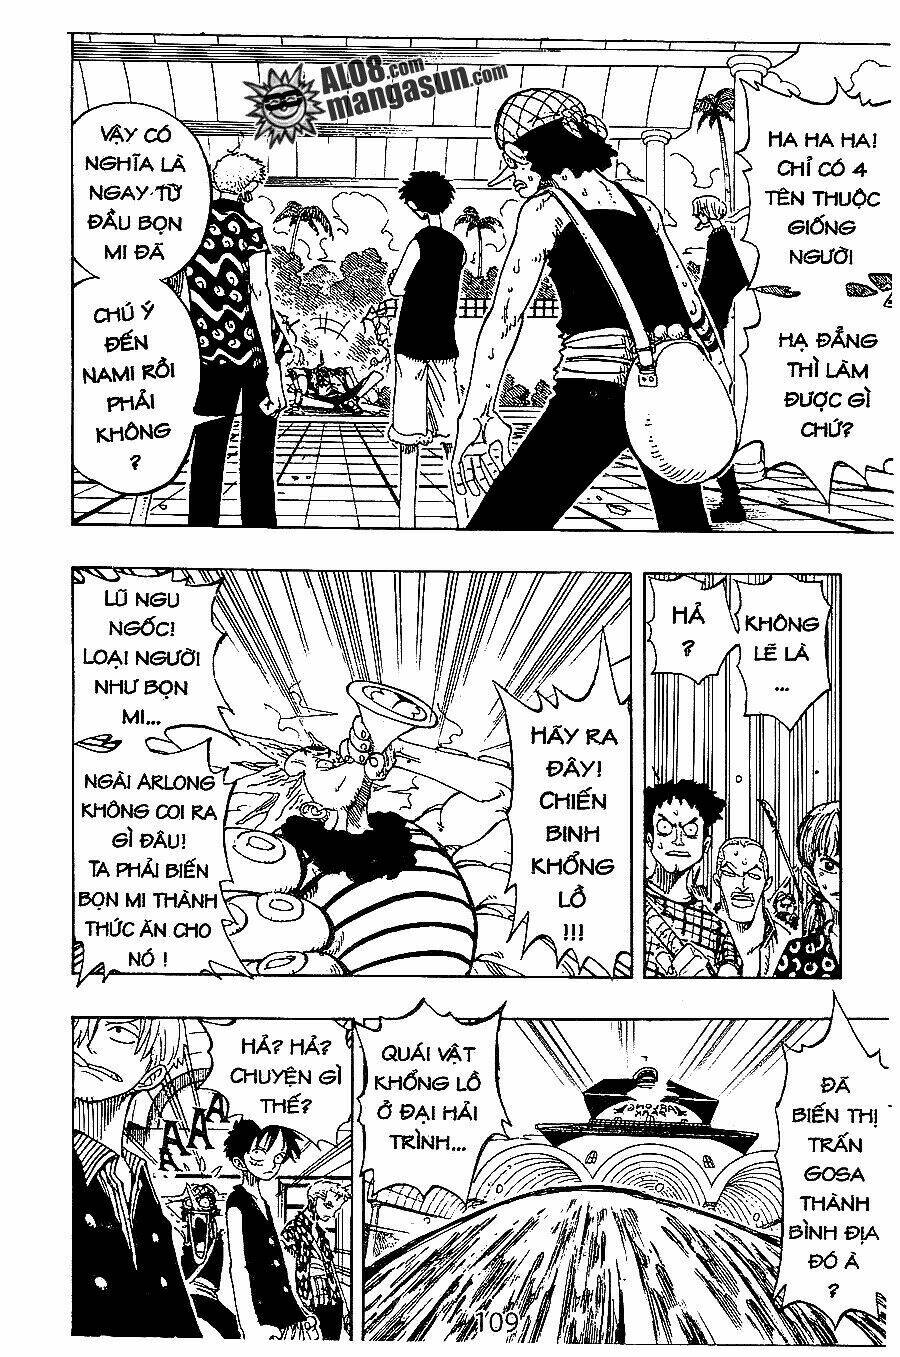 AL08.com
mangasun.com
HA HA HA!
CHỈ CÓ 4
TÊN THUỘC
GIỐNG
NGƯỜI
HẠ ĐẲNG
THÌ LÀM
ĐƯỢC GÌ
CHỨ?
VẬY CÓ
NGHĨA LÀ
NGAY TỪ
ĐẦU BỌN
MI ĐÃ
CHÚ Ý
ĐẾN
NAMI RỒI
PHẢI
KHÔNG
?
KHÔNG
LẼ LÀ
...
HẢ
?
HÃY RA
ĐÂY!
CHIẾN
BINH
KHỔNG
LỒ
!!!
LŨ NGU
NGỐC!
LOẠI NGƯỜI
NHƯ BỌN
MI...
NGÀI ARLONG
KHÔNG COI RA
GÌ ĐÂU!
TA PHẢI BIẾN
BỌN MI THÀNH
THỨC ĂN CHO
NÓ !
ĐÃ
BIẾN THỊ
TRẤN
GOSA
THÀNH
BÌNH ĐỊA
ĐÓ À
?
QUÁI VẬT
KHỔNG LỒ
Ở ĐẠI HẢI
TRÌNH...
HẢ? HẢ?
CHUYỆN GÌ
THẾ?
AAAA
109